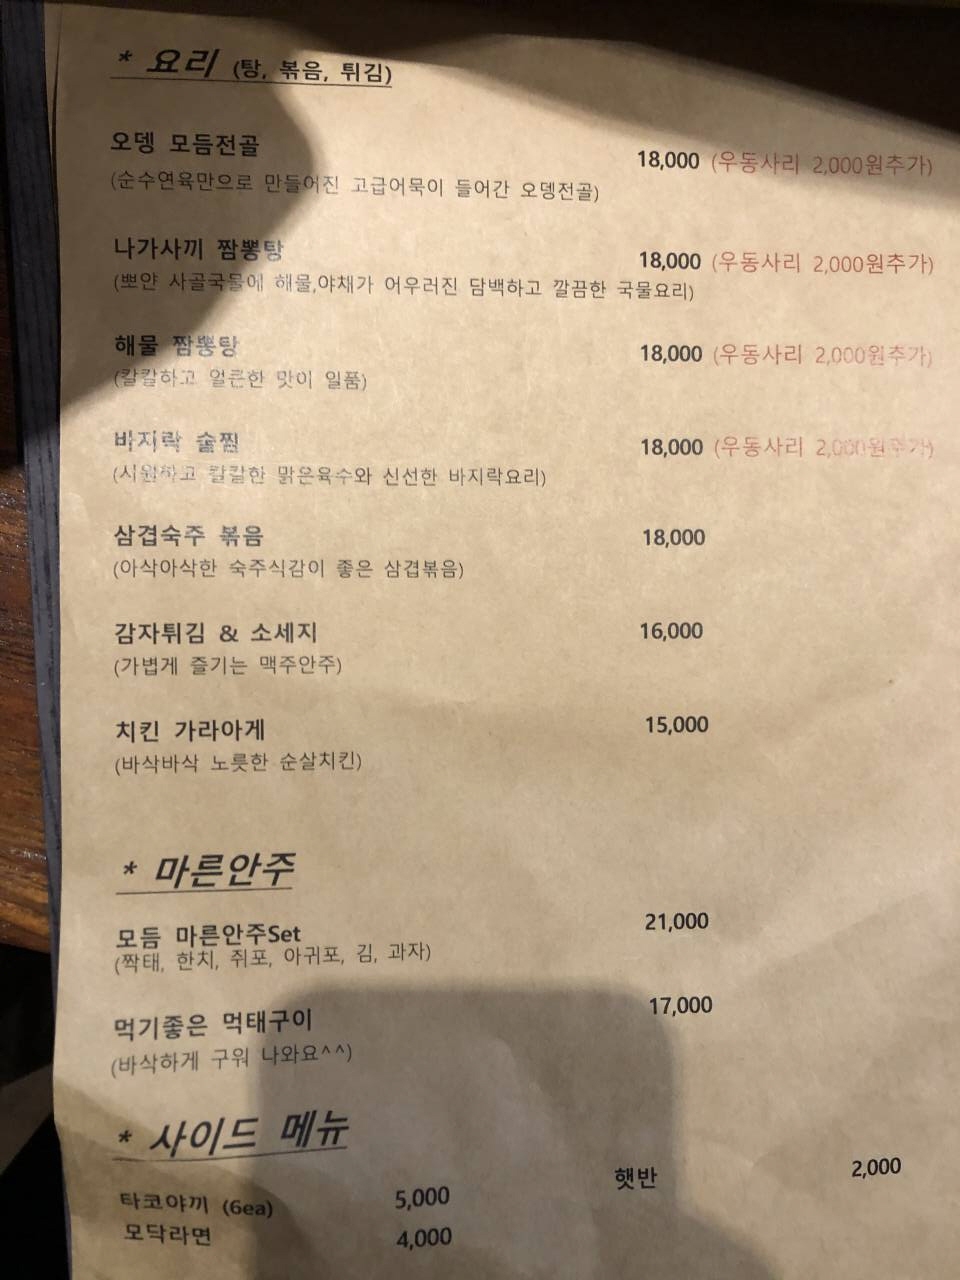 * 요리 (탕, 볶음, 튀김)
오뎅 모듬전골 18,000 (우동사리 2,000원추가)
(순수연육만으로 만들어진 고급어묵이 들어간 오뎅전골)
나가사끼 짬뽕탕 18,000 (우동사리 2,000원추가)
(뽀얀 사골국물에 해물,야채가 어우러진 담백하고 깔끔한 국물요리)
해물 짬뽕탕 18,000 (우동사리 2,000원추가)
(칼칼하고 얼큰한 맛이 일품)
바지락 술찜 18,000 (우동사리 2,000원추가)
(시원하고 칼칼한 맑은육수와 신선한 바지락요리)
삼겹숙주 볶음 18,000
(아삭아삭한 숙주식감이 좋은 삼겹볶음)
감자튀김 & 소세지 16,000
(가볍게 즐기는 맥주안주)
치킨 가라아게 15,000
(바삭바삭 노릇한 순살치킨)
* 마른안주
모듬 마른안주Set 21,000
(짝태, 한치, 쥐포, 아귀포, 김, 과자)
먹기좋은 먹태구이 17,000
(바삭하게 구워 나와요^^)
* 사이드 메뉴
타코야끼 (6ea) 5,000 햇반 2,000
모닥라면 4,000